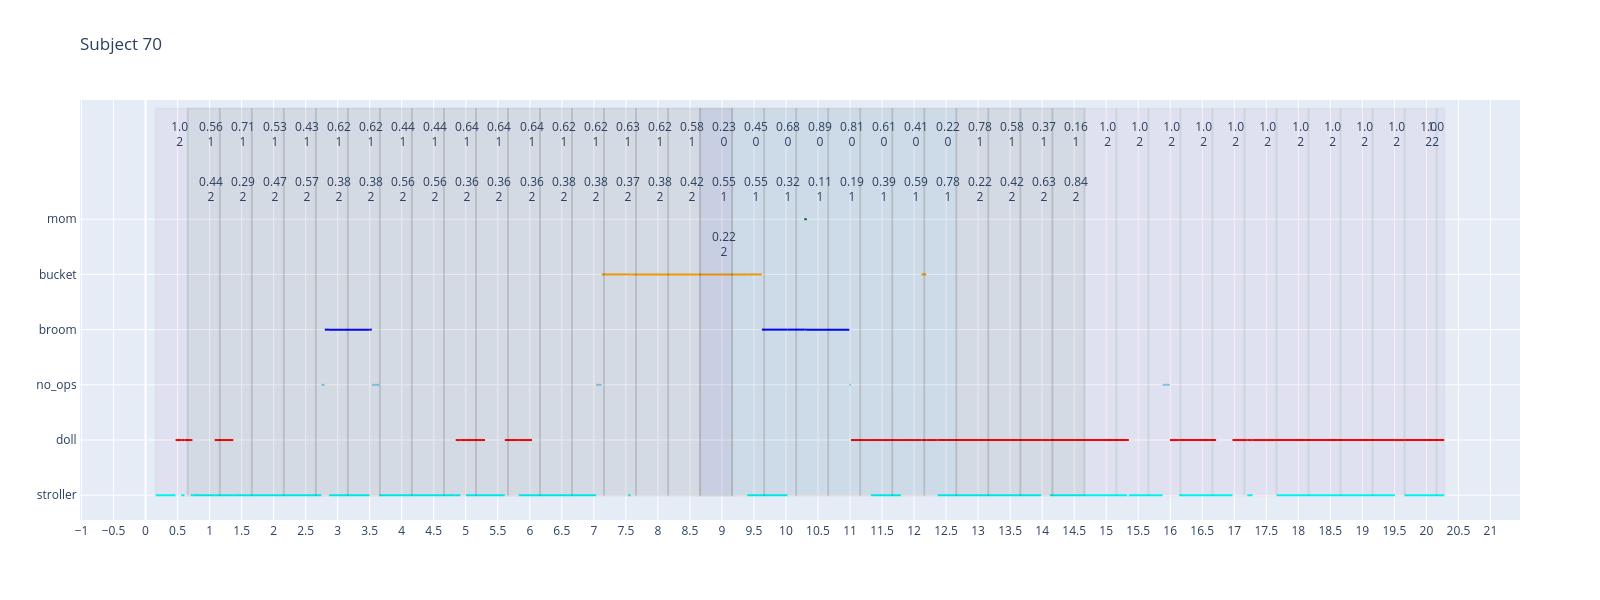 Subject 70
1.0 0.56 0.71 0.53 0.43 0.62 0.62 0.44 0.44 0.64 0.64 0.64 0.62 0.62 0.63 0.62 0.58 0.23 0.45 0.68 0.89 0.81 0.61 0.41 0.22 0.78 0.58 0.37 0.16 1.0 1.0 1.0 1.0 1.0 1.0 1.0 1.0 1.0 1.0 1.0 1.0
2 1 1 1 1 1 1 1 1 1 1 1 1 1 1 1 1 0 0 0 0 0 0 0 0 1 1 1 1 2 2 2 2 2 2 2 2 2 2 2 2
0.44 0.29 0.47 0.57 0.38 0.38 0.56 0.56 0.36 0.36 0.36 0.38 0.38 0.37 0.38 0.42 0.55 0.55 0.32 0.11 0.19 0.39 0.59 0.78 0.22 0.42 0.63 0.84
2 2 2 2 2 2 2 2 2 2 2 2 2 2 2 2 1 1 1 1 1 1 1 1 2 2 2 2
mom
0.22
2
bucket
broom
no_ops
doll
stroller
−1 −0.5 0 0.5 1 1.5 2 2.5 3 3.5 4 4.5 5 5.5 6 6.5 7 7.5 8 8.5 9 9.5 10 10.5 11 11.5 12 12.5 13 13.5 14 14.5 15 15.5 16 16.5 17 17.5 18 18.5 19 19.5 20 20.5 21